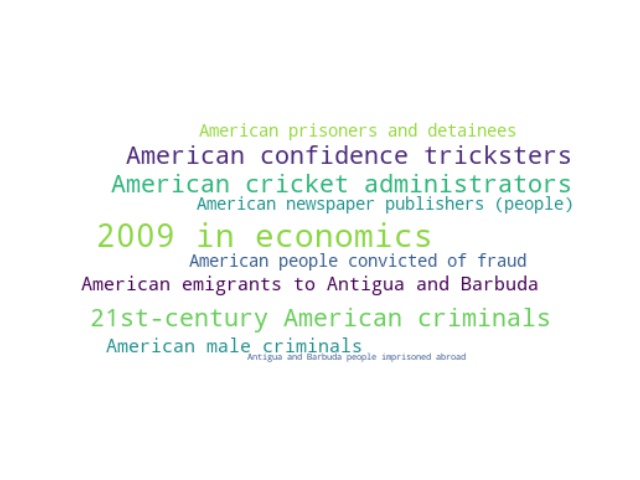 American prisoners and detainees
American confidence tricksters
American cricket administrators
American newspaper publishers (people)
2009 in economics
American people convicted of fraud
American emigrants to Antigua and Barbuda
21st-century American criminals
American male criminals
Antigua and Barbuda people imprisoned abroad